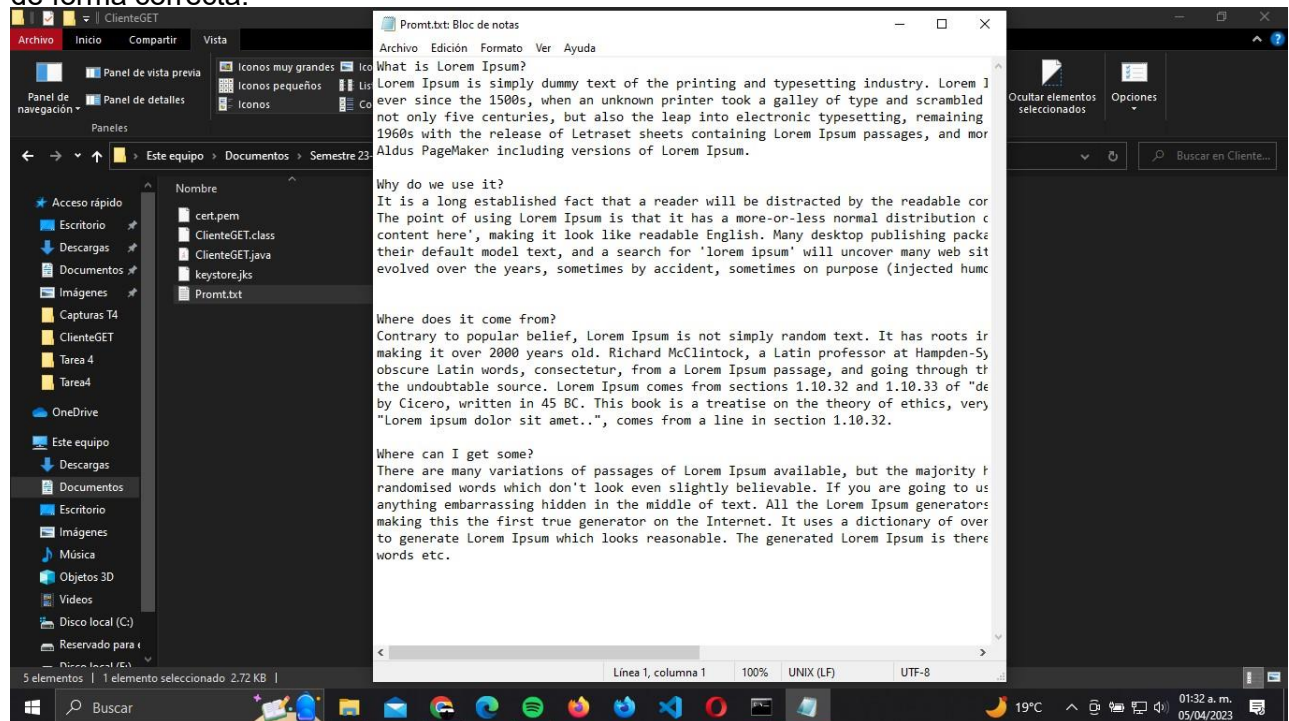 de forma correcta.
ClienteGET
Archivo Inicio Compartir Vista
Panel de navegación
Panel de vista previa
Panel de detalles
Paneles
Iconos muy grandes
Iconos pequeños
Iconos
Ocultar elementos seleccionados
Opciones
Este equipo > Documentos > Semestre 23-
Buscar en Cliente...
Acceso rápido
Escritorio
Descargas
Documentos
Imágenes
Capturas T4
ClienteGET
Tarea 4
Tarea4
OneDrive
Este equipo
Descargas
Documentos
Escritorio
Imágenes
Música
Objetos 3D
Videos
Disco local (C:)
Reservado para
Nombre
cert.pem
ClienteGET.class
ClienteGET.java
keystore.jks
Promt.txt
5 elementos | 1 elemento seleccionado 2.72 KB |
Promt.txt: Bloc de notas
Archivo Edición Formato Ver Ayuda
What is Lorem Ipsum?
Lorem Ipsum is simply dummy text of the printing and typesetting industry. Lorem
ever since the 1500s, when an unknown printer took a galley of type and scrambled
not only five centuries, but also the leap into electronic typesetting, remaining
1960s with the release of Letraset sheets containing Lorem Ipsum passages, and mor
Aldus PageMaker including versions of Lorem Ipsum.
Why do we use it?
It is a long established fact that a reader will be distracted by the readable cor
The point of using Lorem Ipsum is that it has a more-or-less normal distribution
content here', making it look like readable English. Many desktop publishing packa
their default model text, and a search for 'lorem ipsum' will uncover many web sit
evolved over the years, sometimes by accident, sometimes on purpose (injected humo
Where does it come from?
Contrary to popular belief, Lorem Ipsum is not simply random text. It has roots ir
making it over 2000 years old. Richard McClintock, a Latin professor at Hampden-Sy
obscure Latin words, consectetur, from a Lorem Ipsum passage, and going through th
the undoubtable source. Lorem Ipsum comes from sections 1.10.32 and 1.10.33 of "de
by Cicero, written in 45 BC. This book is a treatise on the theory of ethics, very
"Lorem ipsum dolor sit amet..", comes from a line in section 1.10.32.
Where can I get some?
There are many variations of passages of Lorem Ipsum available, but the majority h
randomised words which don't look even slightly believable. If you are going to us
anything embarrassing hidden in the middle of text. All the Lorem Ipsum generators
making this the first true generator on the Internet. It uses a dictionary of over
to generate Lorem Ipsum which looks reasonable. The generated Lorem Ipsum is there
words etc.
Línea 1, columna 1 100% UNIX (LF) UTF-8
Buscar
19°C
01:32 a. m.
05/04/2023